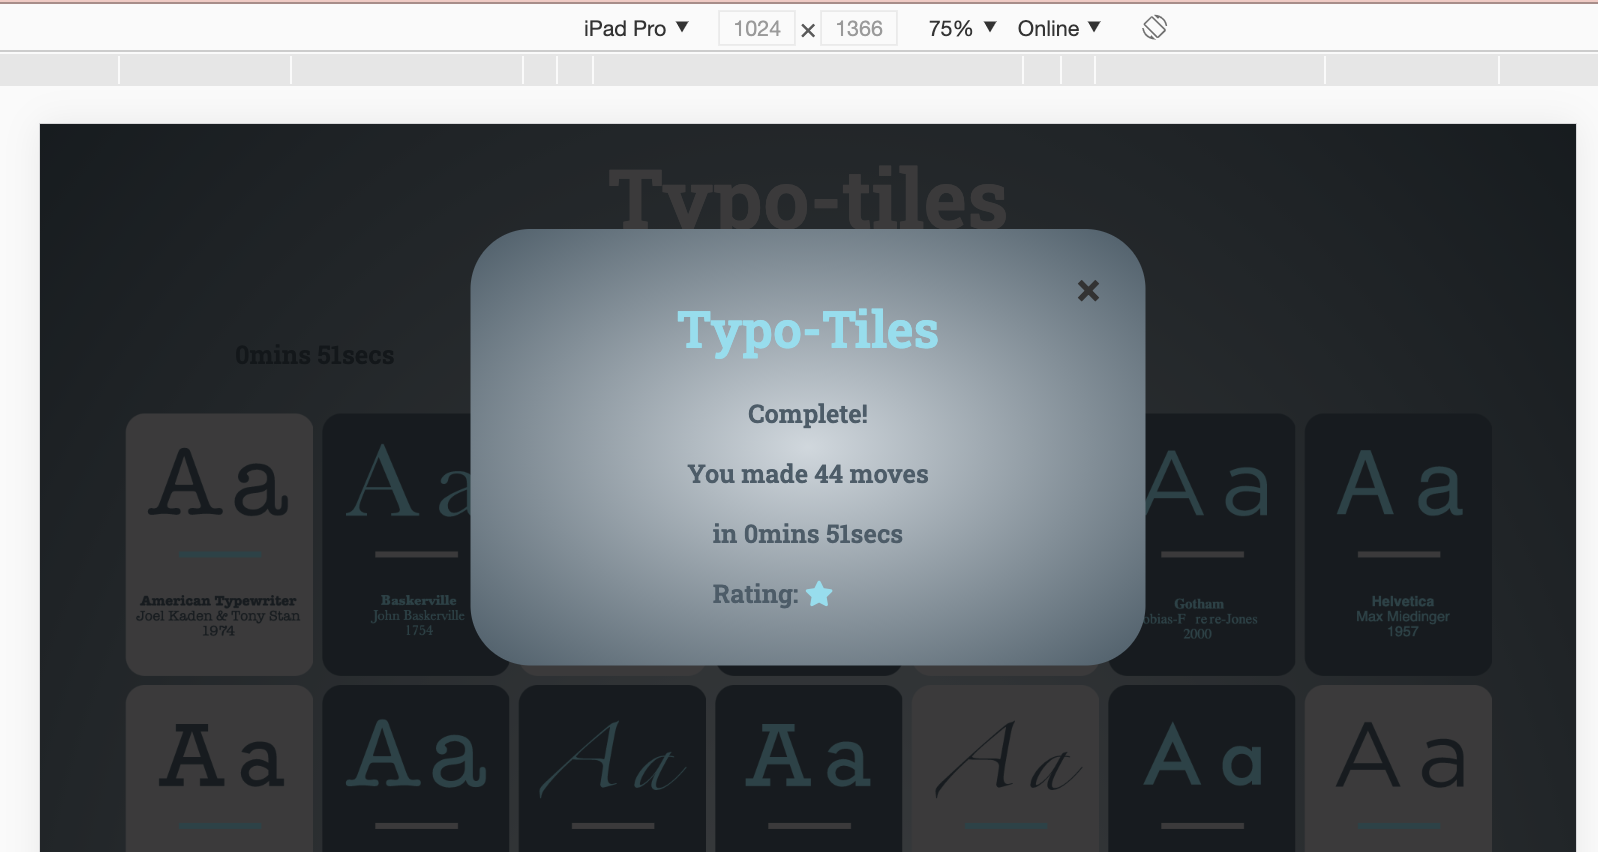 iPad Pro ▼ 1024 × 1366 75% ▼ Online ▼
Typo-tiles
Typo-Tiles
0mins 51secs
Complete!
You made 44 moves
in 0mins 51secs
Rating:
Aa
American Typewriter
Joel Kaden & Tony Stan
1974
Aa
Baskerville
John Baskerville
1754
Aa
Gotham
obias-F rere-Jones
2000
Aa
Helvetica
Max Miedinger
1957
Aa
Aa
Aa
Aa
Aa
Aa
Aa